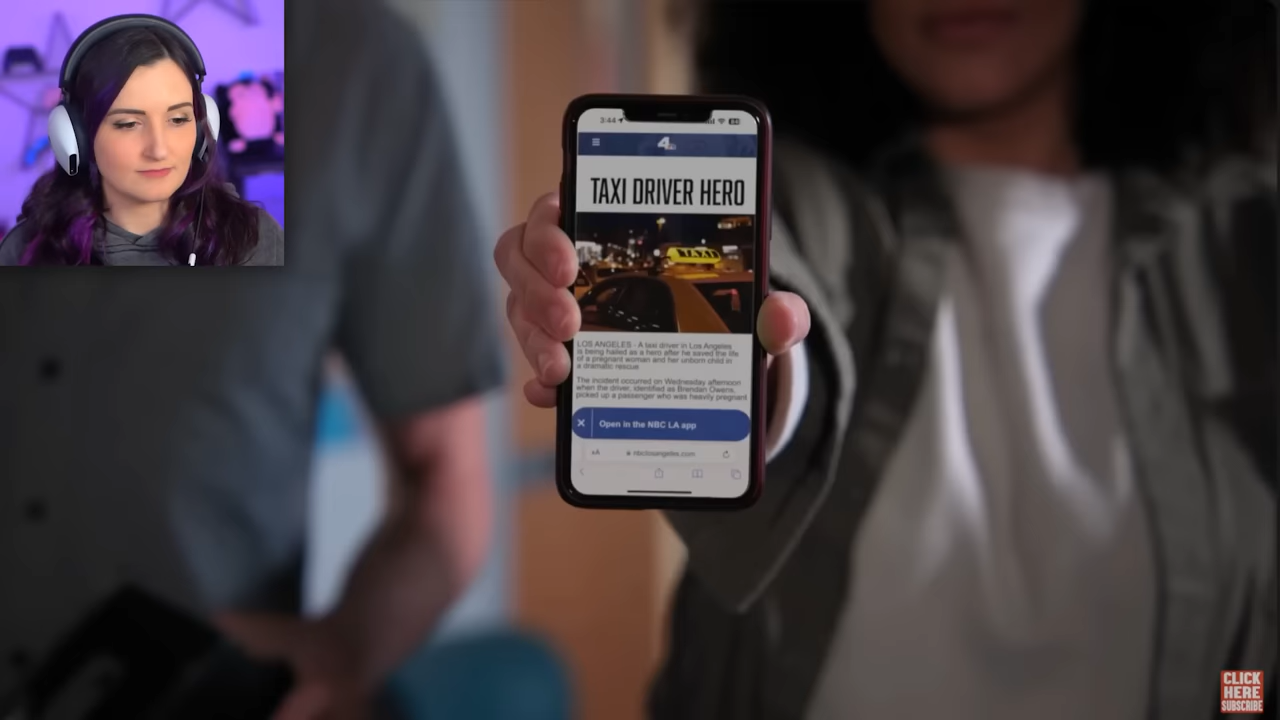 3:44
4
TAXI DRIVER HERO
TAXI
LOS ANGELES - A taxi driver in Los Angeles
is being hailed as a hero after he saved the life
of a pregnant woman and her unborn child in
a dramatic rescue
The incident occurred on Wednesday afternoon
when the driver, identified as Brendan Owens,
picked up a passenger who was heavily pregnant
Open in the NBC LA app
AA nbclosangeles.com
CLICK
HERE
SUBSCRIBE